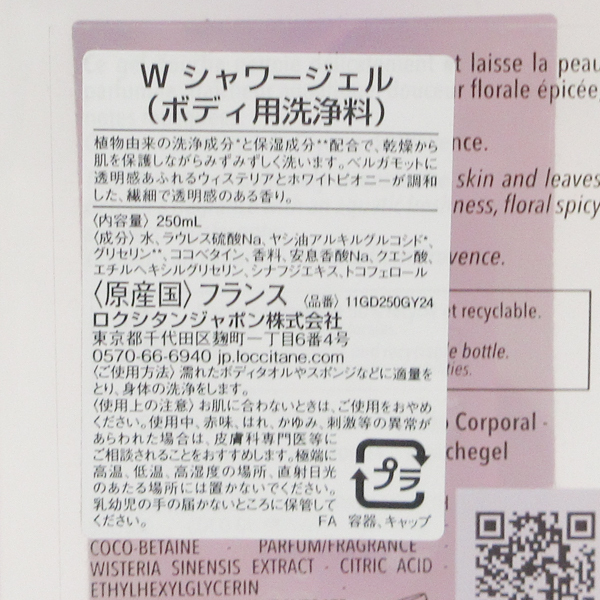 W シャワージェル
（ボディ用洗浄料）
植物由来の洗浄成分*と保湿成分**配合で、乾燥から
肌を保護しながらみずみずしく洗います。ベルガモットに
透明感あふれるウィステリアとホワイトピオニーが調和
した、繊細で透明感のある香り。
〈内容量〉 250mL
〈成分〉 水、ラウレス硫酸Na、ヤシ油アルキルグルコシド*、
グリセリン**、ココベタイン、香料、安息香酸Na、クエン酸、
エチルヘキシルグリセリン、シナフジエキス、トコフェロール
〈原産国〉フランス 〈品番〉 11GD250GY24
ロクシタンジャポン株式会社
東京都千代田区麹町一丁目6番4号
0570-66-6940 jp.loccitane.com
〈ご使用方法〉 濡れたボディタオルやスポンジなどに適量を
とり、身体の洗浄をします。
〈使用上の注意〉 お肌に合わないときは、ご使用をおやめ
ください。使用中、赤味、はれ、かゆみ、刺激等の異常が
あらわれた場合は、皮膚科専門医等に
ご相談されることをおすすめします。極端に
高温、低温、高湿度の場所、直射日光
のあたる場所には置かないでください。
乳幼児の手の届かないところに保管して
ください。
プラ
FA 容器、キャップ
et laisse la peau
florale épicée
nce.
skin and leaves
ness, floral spicy
vence.
et recyclable.
le bottle.
ties.
Corporal -
chegel
COCO-BETAINE - PARFUM/FRAGRANCE -
WISTERIA SINENSIS EXTRACT - CITRIC ACID -
ETHYLHEXYLGLYCERIN